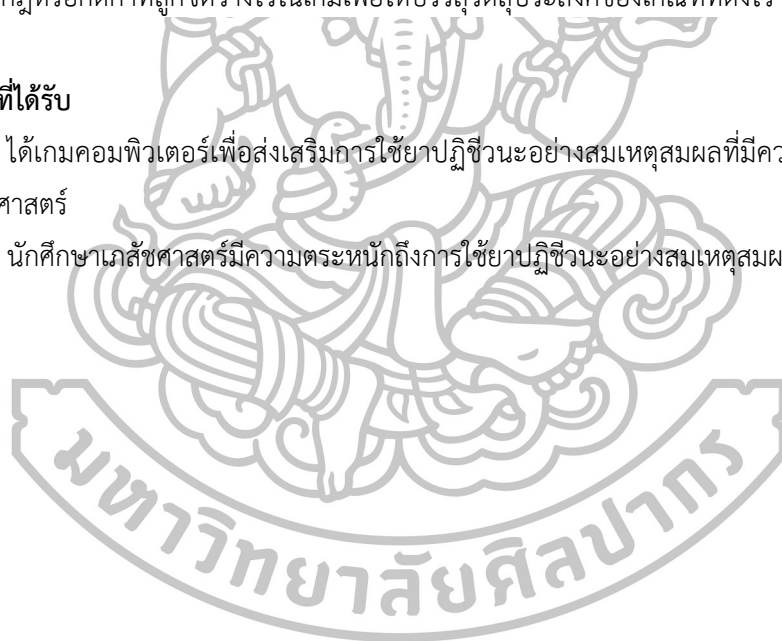 ที่ได้รับ
ได้เกมคอมพิวเตอร์เพื่อส่งเสริมการใช้ยาปฏิชีวนะอย่างสมเหตุสมผลที่มีคว
ศาสตร์
นักศึกษาเภสัชศาสตร์มีความตระหนักถึงการใช้ยาปฏิชีวนะอย่างสมเหตุสมผ
มหาวิทยาลัยศิลปากร